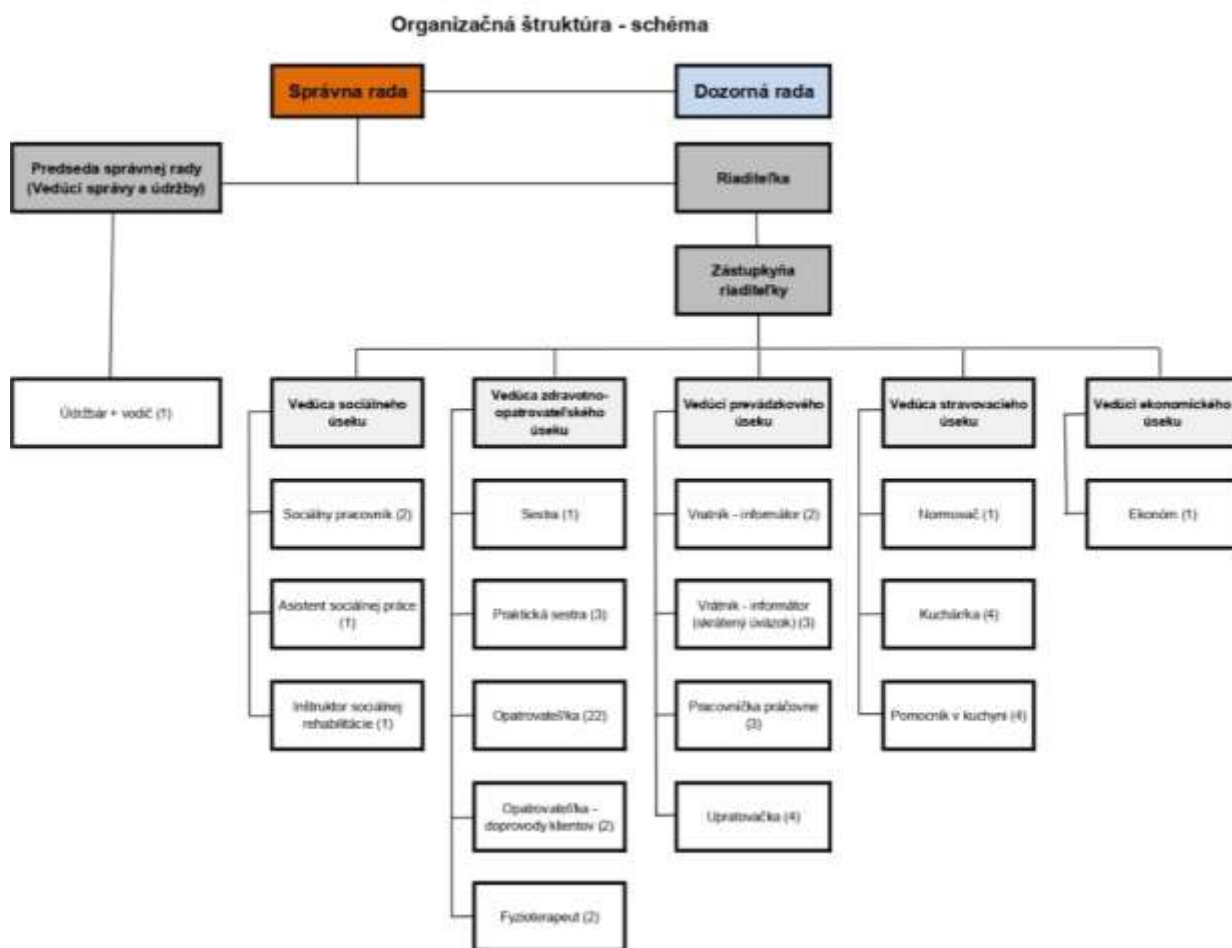 Organizačná štruktúra - schéma
Správna rada
Dozorná rada
Predseda správnej rady
(Vedúci správy a údržby)
Riaditeľka
Zástupkyňa
riaditeľky
Údržbár + vodič (1)
Vedúca sociálneho
úseku
Vedúca zdravotno-
opatrovateľského
úseku
Vedúci prevádzkového
úseku
Vedúca stravovacieho
úseku
Vedúci ekonomického
úseku
Sociálny pracovník (2)
Sestra (1)
Vrátnik - informátor (2)
Normovač (1)
Ekonóm (1)
Asistent sociálnej práce
(1)
Praktická sestra (3)
Vrátnik - informátor
(skrátený úväzok) (3)
Kuchárka (4)
Inštruktor sociálnej
rehabilitácie (1)
Opatrovateľka (22)
Pracovníčka práčovne
(3)
Pomocník v kuchyni (4)
Opatrovateľka -
doprovody klientov (2)
Upratovačka (4)
Fyzioterapeut (2)